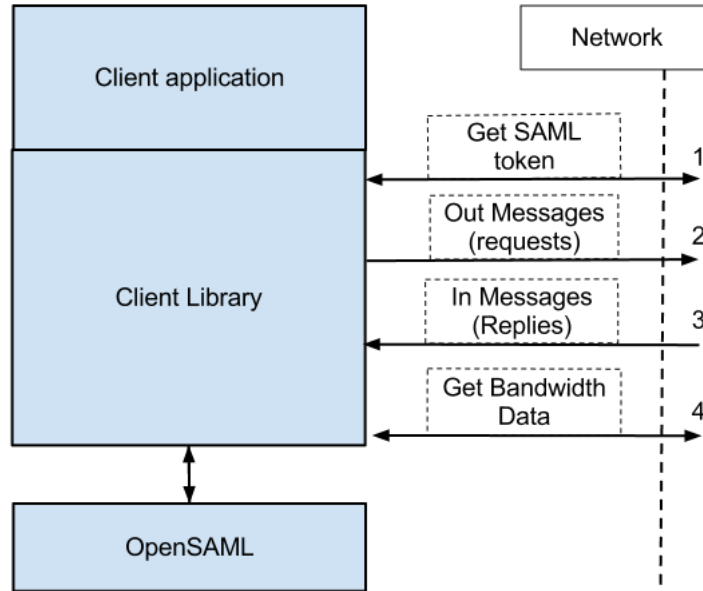 Client application
Network
Get SAML
token
1
Out Messages
(requests)
2
Client Library
In Messages
(Replies)
3
Get Bandwidth
Data
4
OpenSAML